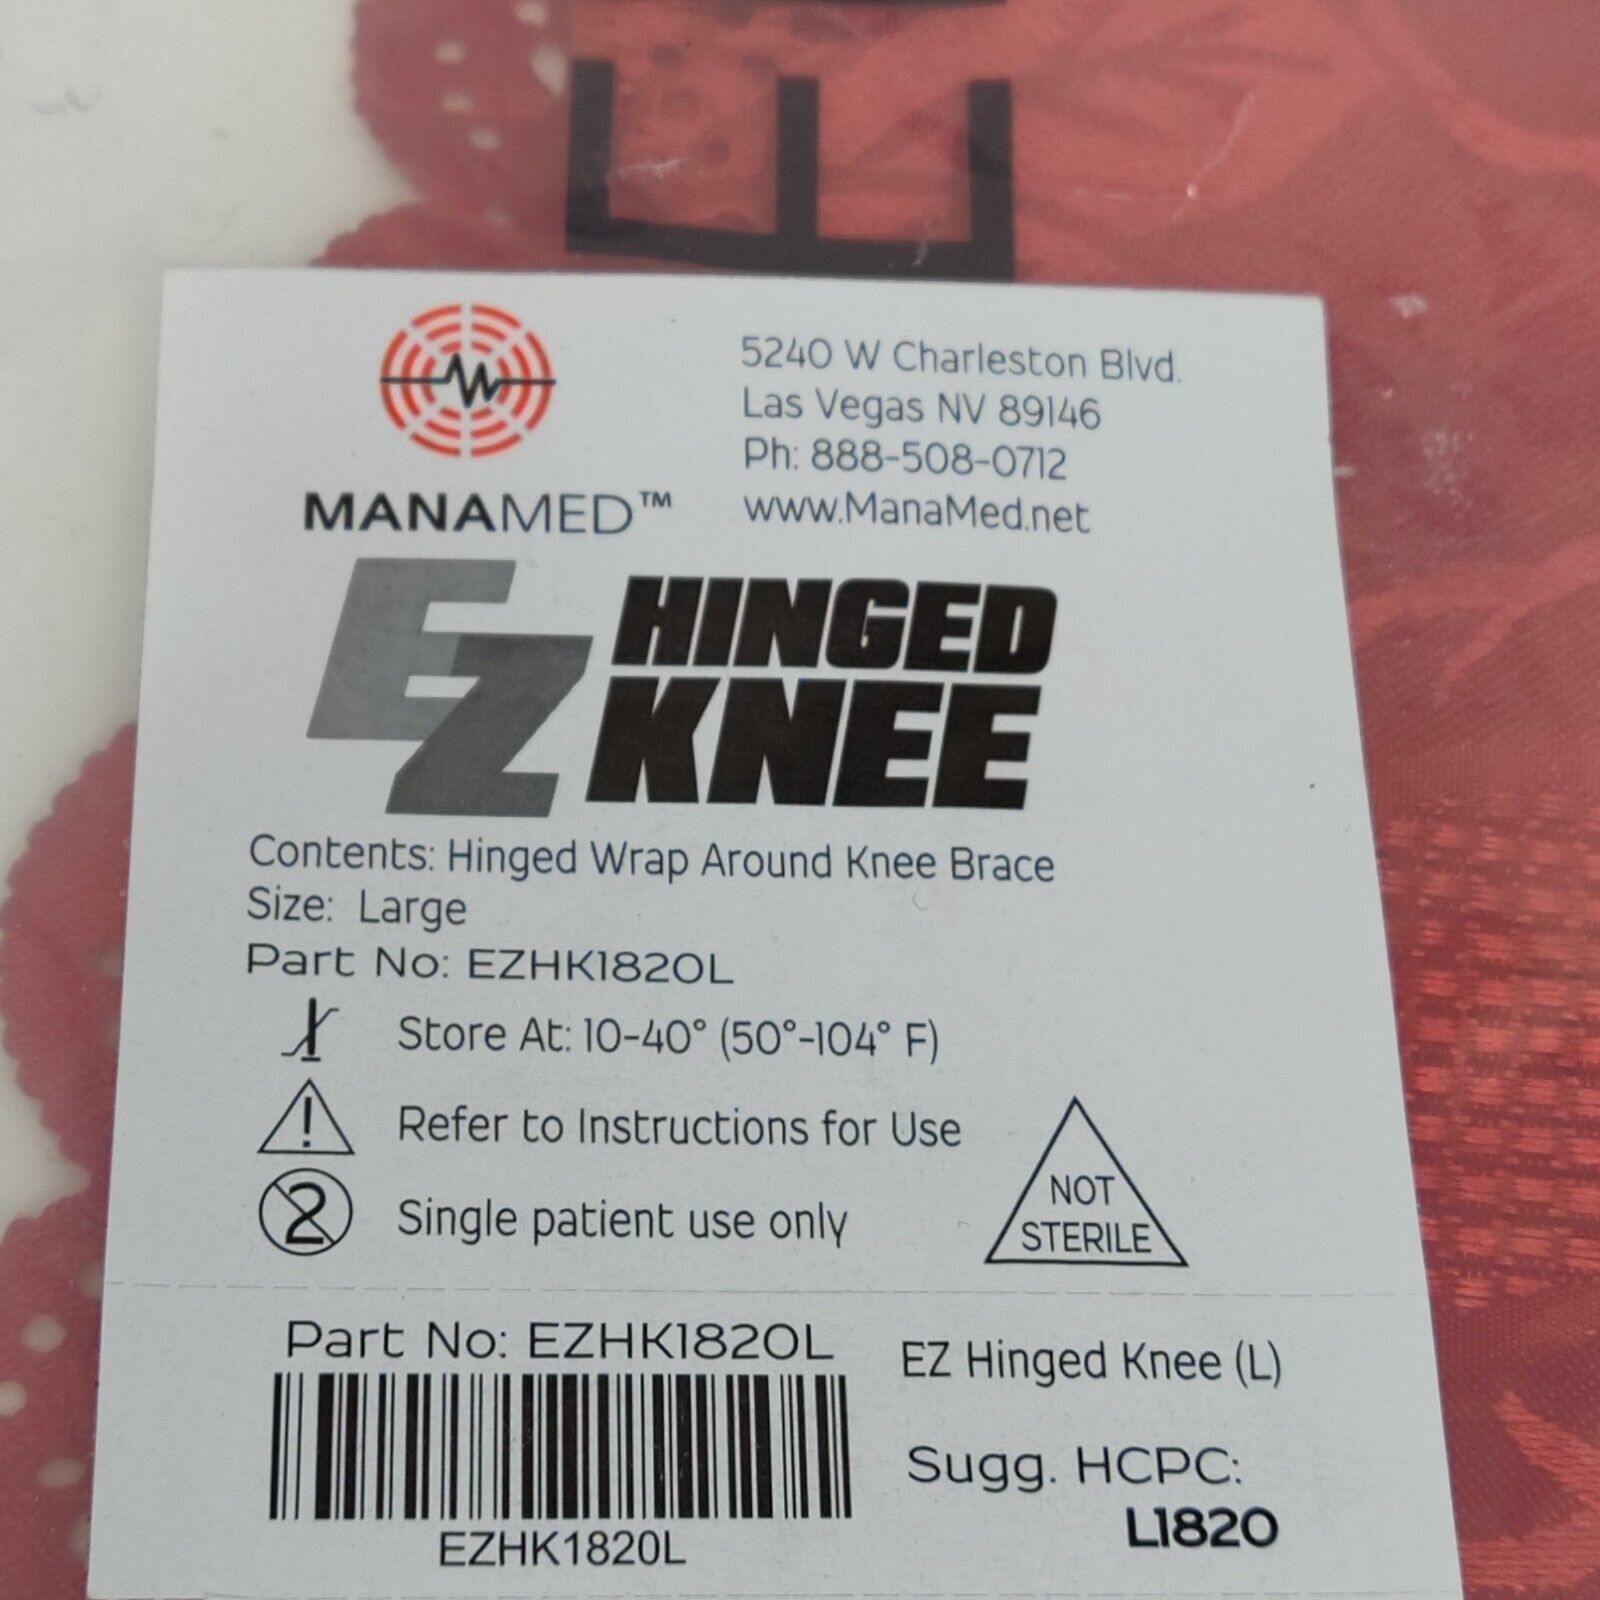 MANAMED™
5240 W Charleston Blvd.
Las Vegas NV 89146
Ph: 888-508-0712
www.ManaMed.net
EZ HINGED
KNEE
Contents: Hinged Wrap Around Knee Brace
Size: Large
Part No: EZHK1820L
Store At: 10-40° (50°-104° F)
Refer to Instructions for Use
2 Single patient use only
NOT
STERILE
Part No: EZHK1820L
EZHK1820L
EZ Hinged Knee (L)
Sugg. HCPC:
L1820